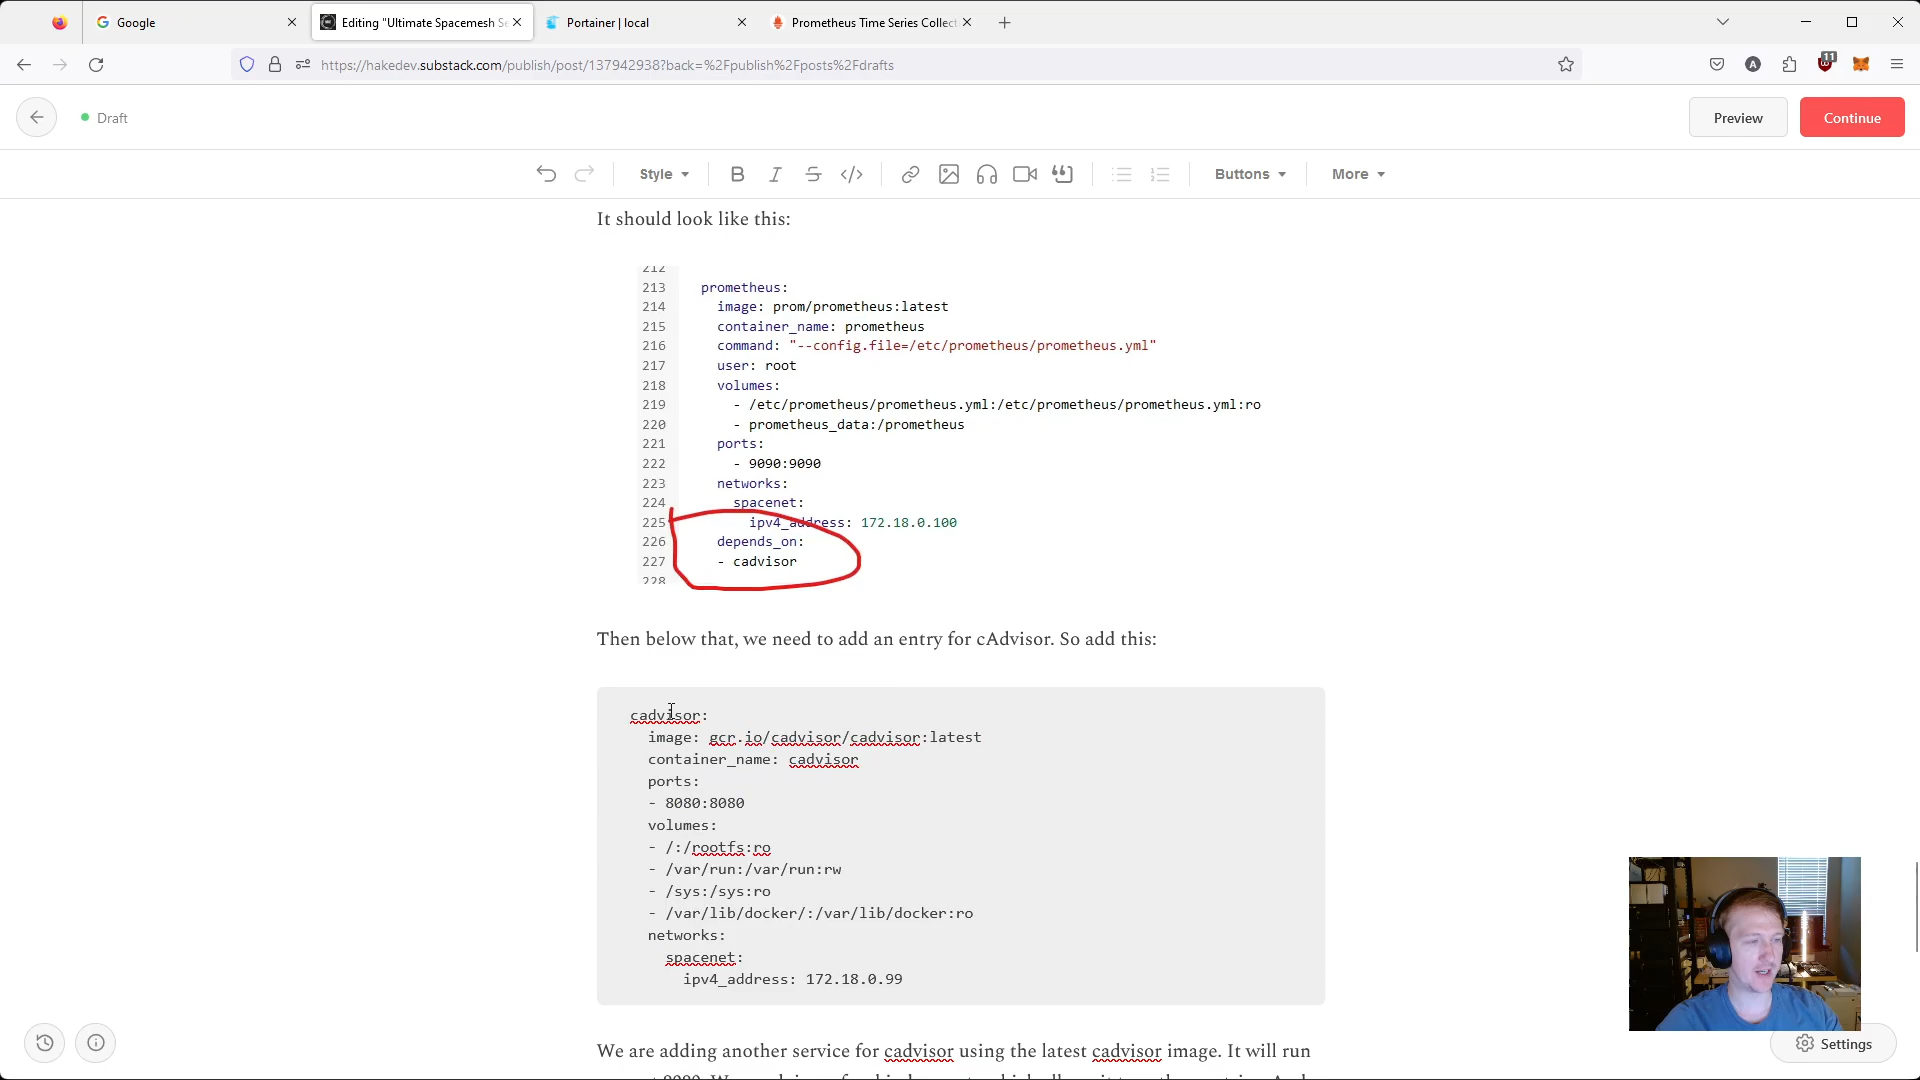 Google
Editing "Ultimate Spacemesh Se
Portainer | local
Prometheus Time Series Collect
https://hakedev.substack.com/publish/post/137942938?back=%2Fpublish%2Fposts%2Fdrafts
A
11
Draft
Preview
Continue
Style
Buttons
More
It should look like this:
212
213 prometheus:
214 image: prom/prometheus:latest
215 container_name: prometheus
216 command: "--config.file=/etc/prometheus/prometheus.yml"
217 user: root
218 volumes:
219 - /etc/prometheus/prometheus.yml:/etc/prometheus/prometheus.yml:ro
220 - prometheus_data:/prometheus
221 ports:
222 - 9090:9090
223 networks:
224 spacenet:
225 ipv4_address: 172.18.0.100
226 depends_on:
227 - cadvisor
228
Then below that, we need to add an entry for cAdvisor. So add this:
cadvisor:
image: gcr.io/cadvisor/cadvisor:latest
container_name: cadvisor
ports:
- 8080:8080
volumes:
- /:/rootfs:ro
- /var/run:/var/run:rw
- /sys:/sys:ro
- /var/lib/docker/:/var/lib/docker:ro
networks:
spacenet:
ipv4_address: 172.18.0.99
We are adding another service for cadvisor using the latest cadvisor image. It will run
Settings